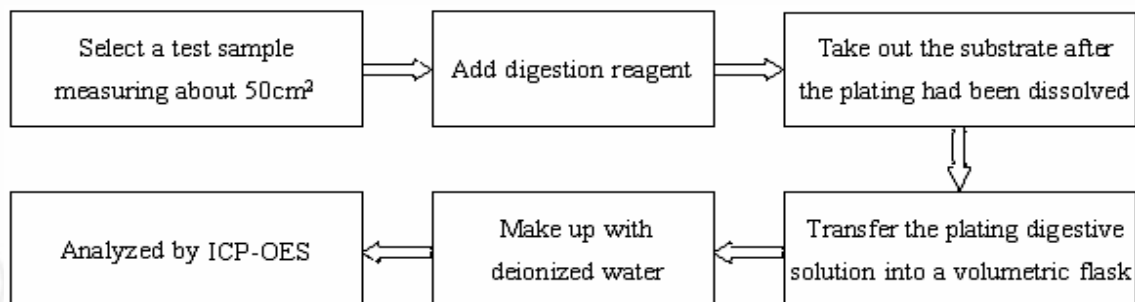 Select a test sample
measuring about 50cm²
Add digestion reagent
Take out the substrate after
the plating had been dissolved
Transfer the plating digestive
solution into a volumetric flask
Make up with
deionized water
Analyzed by ICP-OES